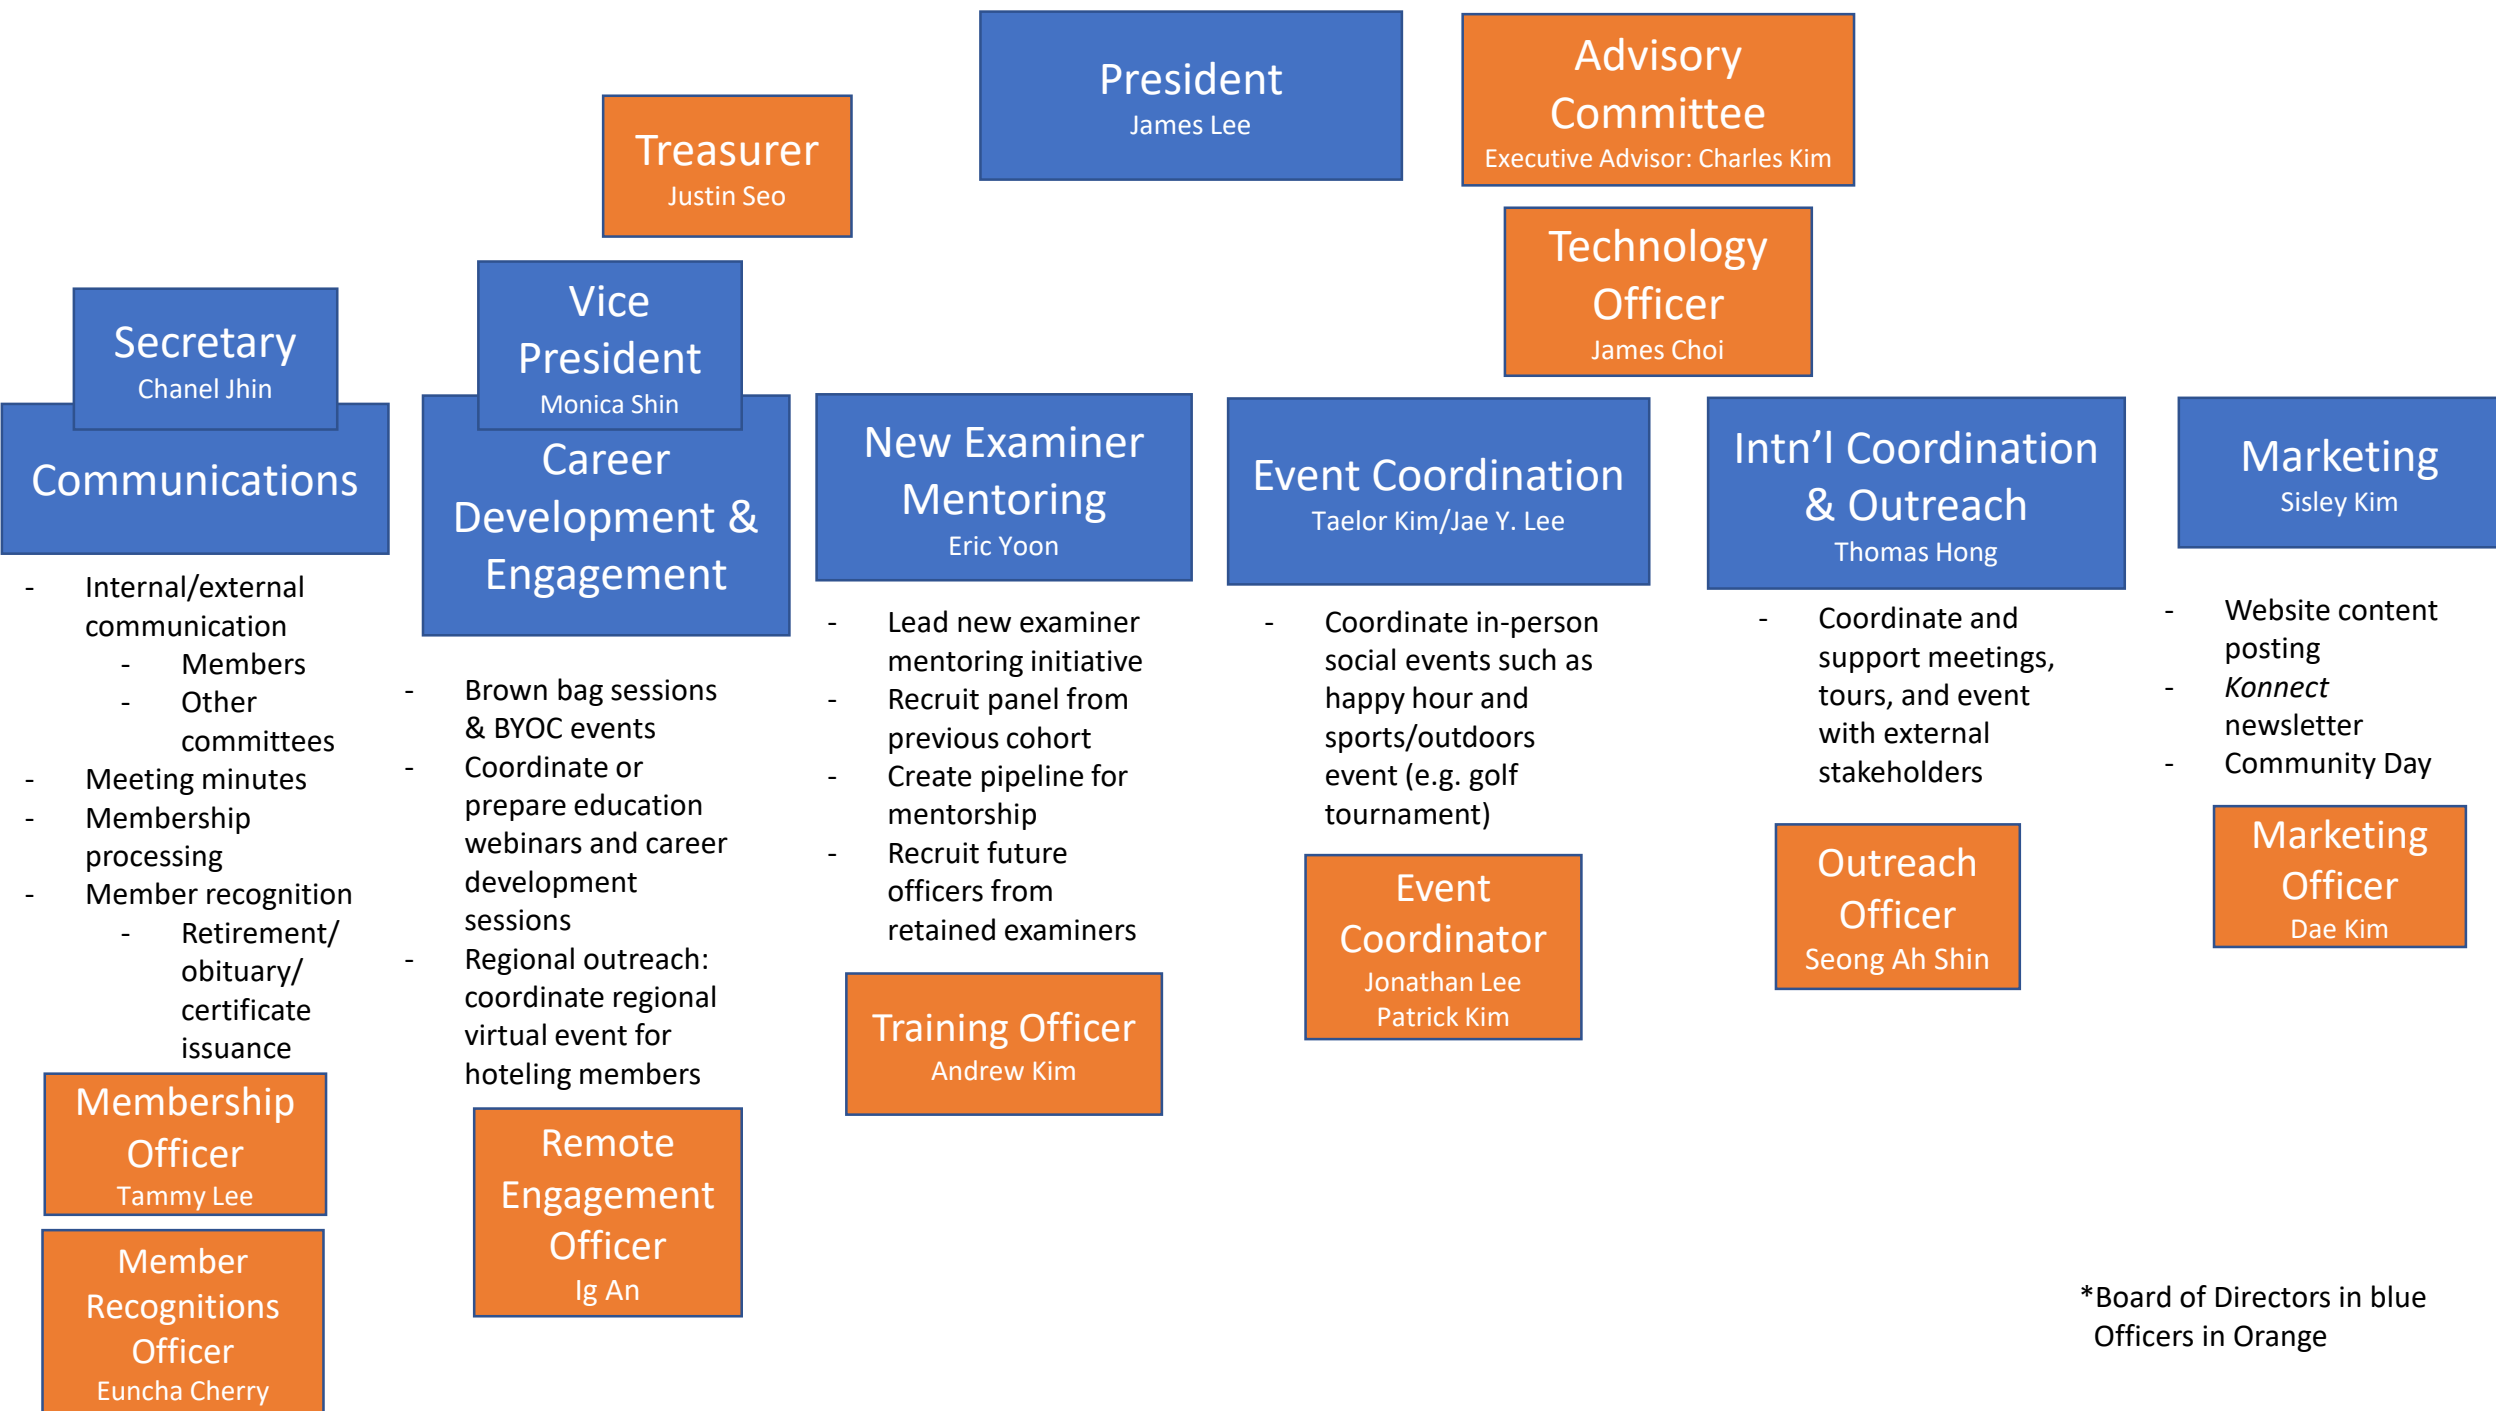 President
James Lee
Advisory
Committee
Executive Advisor: Charles Kim
Treasurer
Justin Seo
Technology
Officer
James Choi
Secretary
Chanel Jhin
Communications
- Internal/external
communication
- Members
- Other
committees
- Meeting minutes
- Membership
processing
- Member recognition
- Retirement/
obituary/
certificate
issuance
Membership
Officer
Tammy Lee
Member
Recognitions
Officer
Euncha Cherry
Vice
President
Monica Shin
Career
Development &
Engagement
- Brown bag sessions
& BYOC events
- Coordinate or
prepare education
webinars and career
development
sessions
- Regional outreach:
coordinate regional
virtual event for
hoteling members
Remote
Engagement
Officer
Ig An
New Examiner
Mentoring
Eric Yoon
- Lead new examiner
mentoring initiative
- Recruit panel from
previous cohort
- Create pipeline for
mentorship
- Recruit future
officers from
retained examiners
Training Officer
Andrew Kim
Event Coordination
Taelor Kim/Jae Y. Lee
- Coordinate in-person
social events such as
happy hour and
sports/outdoors
event (e.g. golf
tournament)
Event
Coordinator
Jonathan Lee
Patrick Kim
Intn’l Coordination
& Outreach
Thomas Hong
- Coordinate and
support meetings,
tours, and event
with external
stakeholders
Outreach
Officer
Seong Ah Shin
Marketing
Sisley Kim
- Website content
posting
- Konnect
newsletter
- Community Day
Marketing
Officer
Dae Kim
*Board of Directors in blue
Officers in Orange